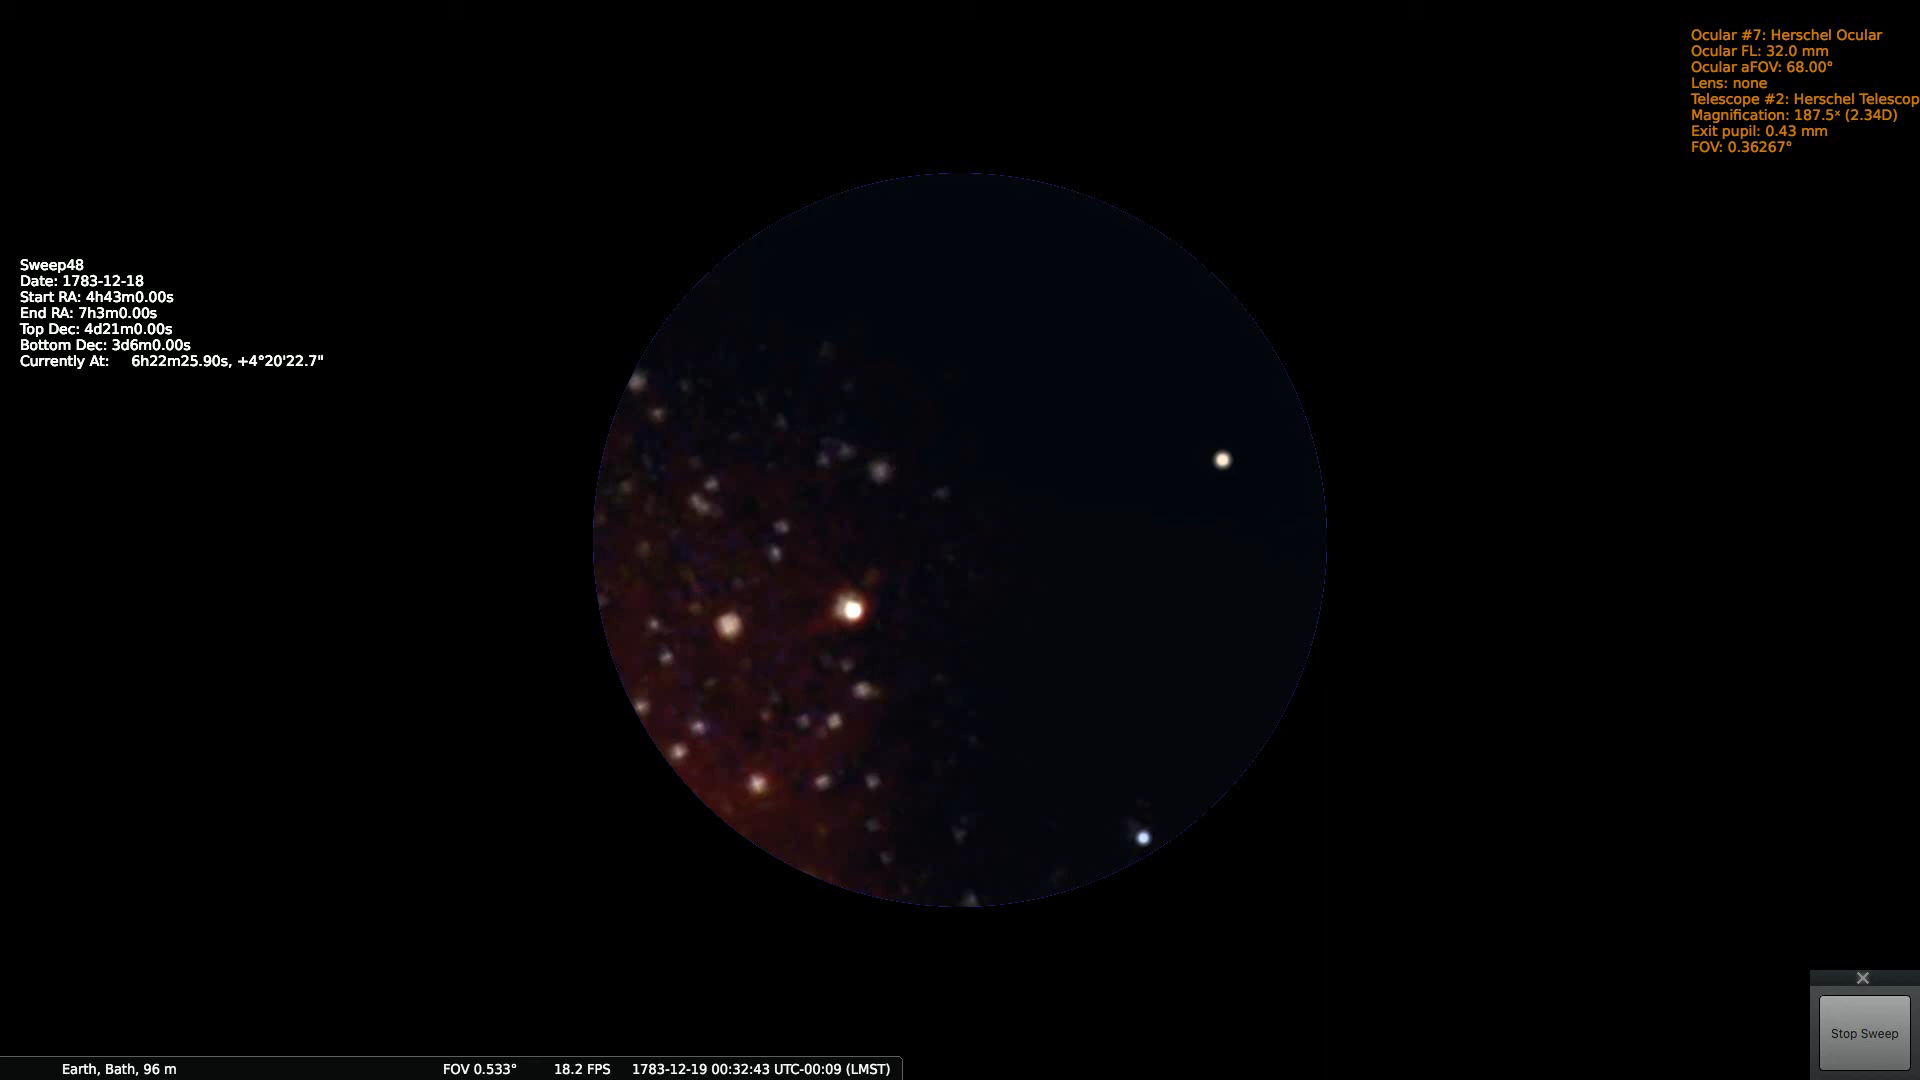 Ocular #7: Herschel Ocular
Ocular FL: 32.0 mm
Ocular aFOV: 68.00°
Lens: none
Telescope #2: Herschel Telescop
Magnification: 187.5ˣ (2.34D)
Exit pupil: 0.43 mm
FOV: 0.36267°
Sweep48
Date: 1783-12-18
Start RA: 4h43m0.00s
End RA: 7h3m0.00s
Top Dec: 4d21m0.00s
Bottom Dec: 3d6m0.00s
Currently At: 6h22m25.90s, +4°20'22.7"
Stop Sweep
Earth, Bath, 96 m FOV 0.533° 18.2 FPS 1783-12-19 00:32:43 UTC-00:09 (LMST)